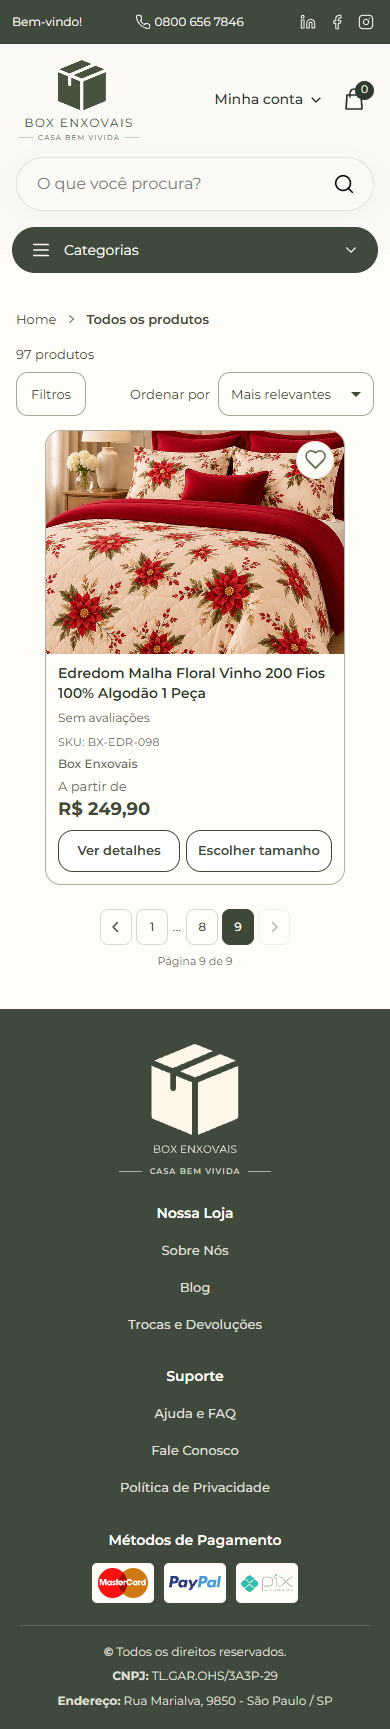 Bem-vindo!
0800 656 7846
BOX ENXOVAIS
CASA BEM VIVIDA
Minha conta
0
O que você procura?
Categorias
Home > Todos os produtos
97 produtos
Filtros
Ordenar por
Mais relevantes
Edredom Malha Floral Vinho 200 Fios
100% Algodão 1 Peça
Sem avaliações
SKU: BX-EDR-098
Box Enxovais
A partir de
R$ 249,90
Ver detalhes
Escolher tamanho
1 ... 8 9
Página 9 de 9
BOX ENXOVAIS
CASA BEM VIVIDA
Nossa Loja
Sobre Nós
Blog
Trocas e Devoluções
Suporte
Ajuda e FAQ
Fale Conosco
Política de Privacidade
Métodos de Pagamento
MasterCard
PayPal
pix
© Todos os direitos reservados.
CNPJ: TL.GAR.OHS/3A3P-29
Endereço: Rua Marialva, 9850 - São Paulo / SP